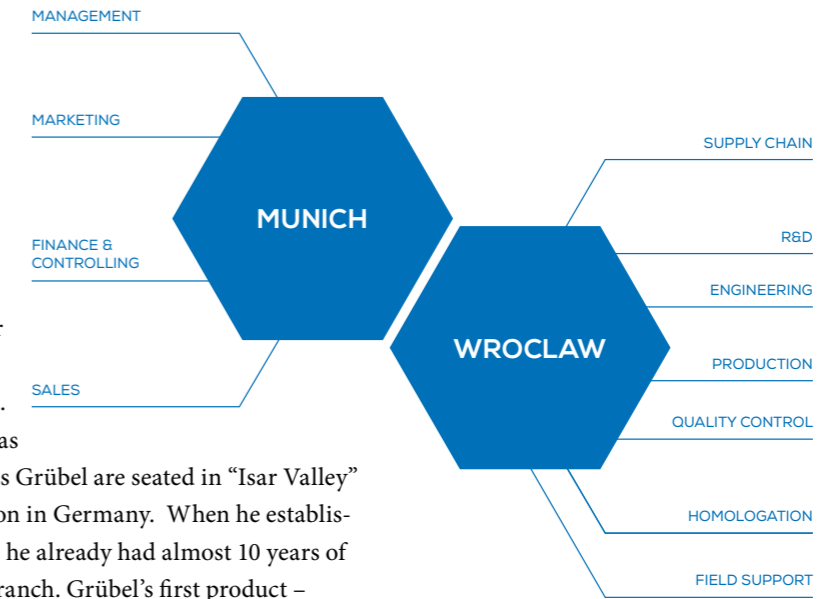 MANAGEMENT
MARKETING
FINANCE &
CONTROLLING
SALES
MUNICH
WROCLAW
SUPPLY CHAIN
R&D
ENGINEERING
PRODUCTION
QUALITY CONTROL
HOMOLOGATION
FIELD SUPPORT
as
s Grübel are seated in “Isar Valley”
on in Germany. When he establis-
he already had almost 10 years of
ranch. Grübel’s first product –